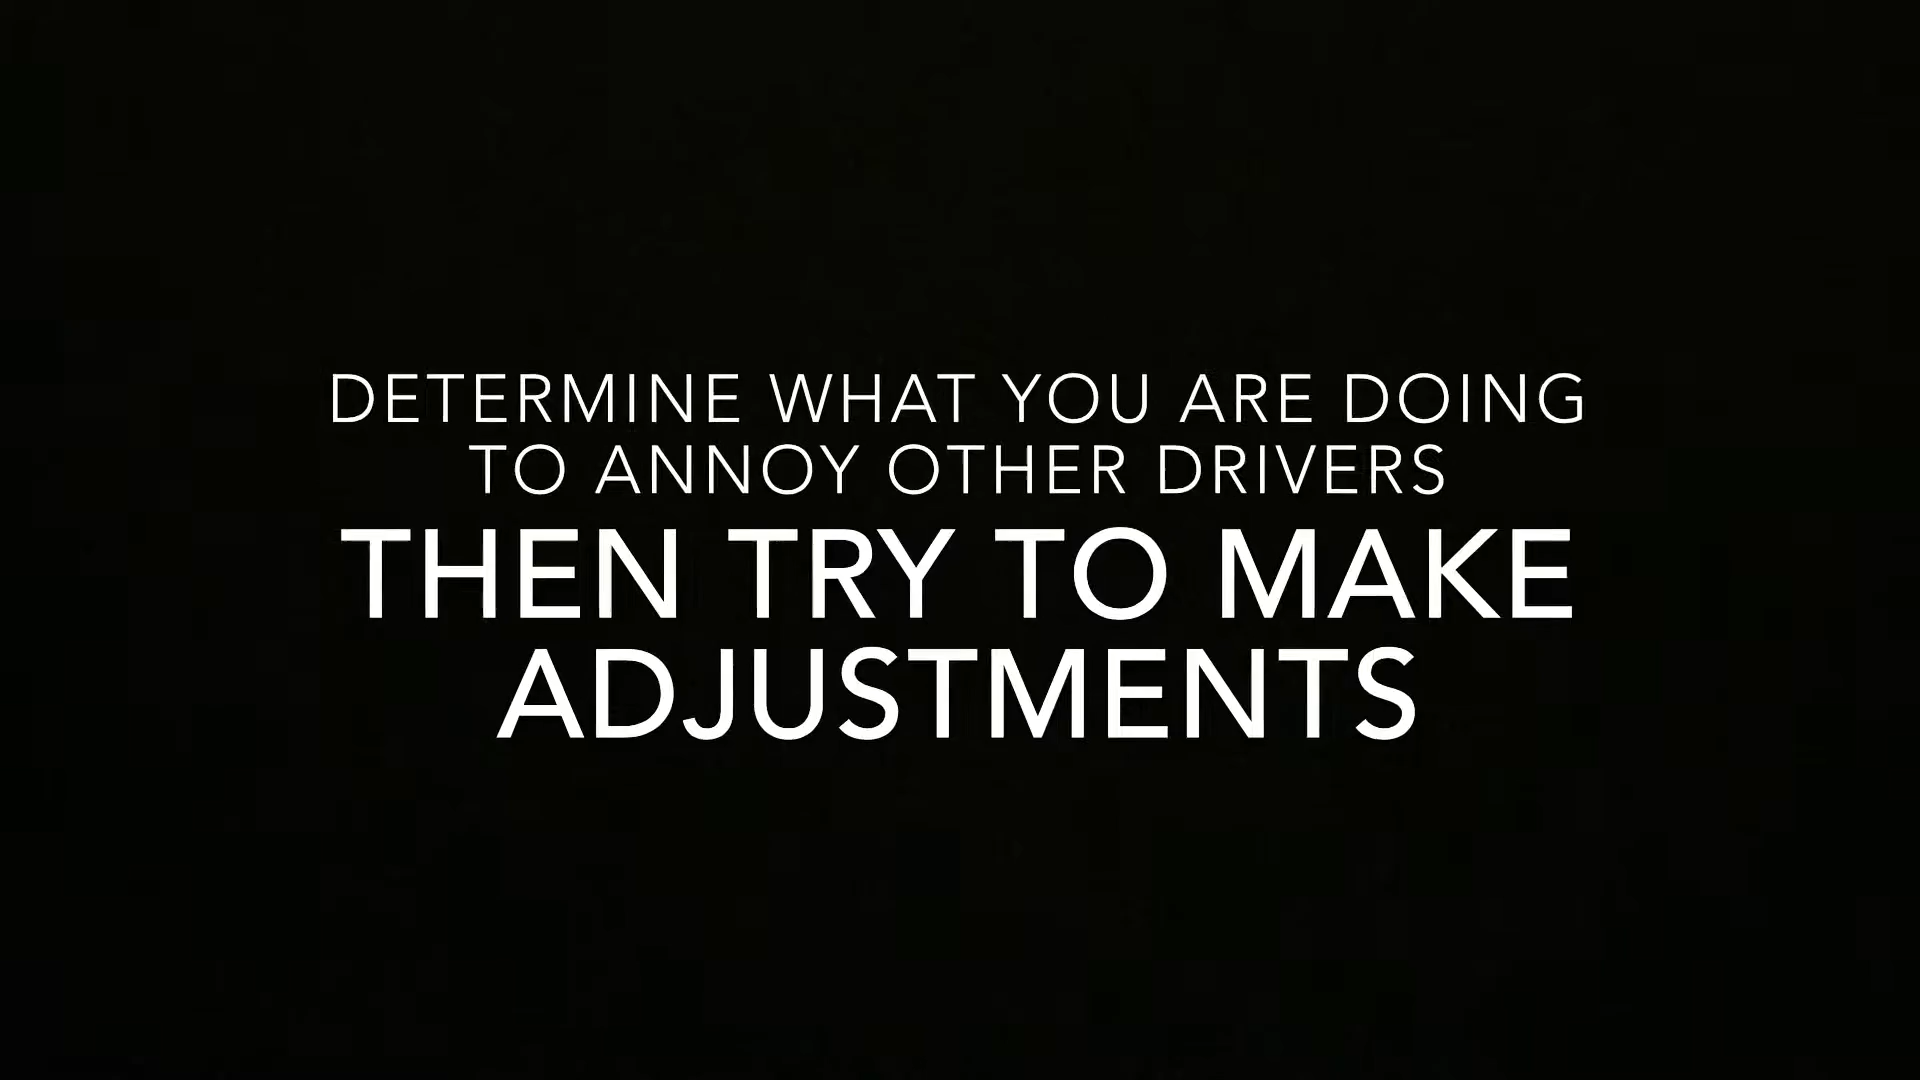 DETERMINE WHAT YOU ARE DOING
TO ANNOY OTHER DRIVERS
THEN TRY TO MAKE
ADJUSTMENTS